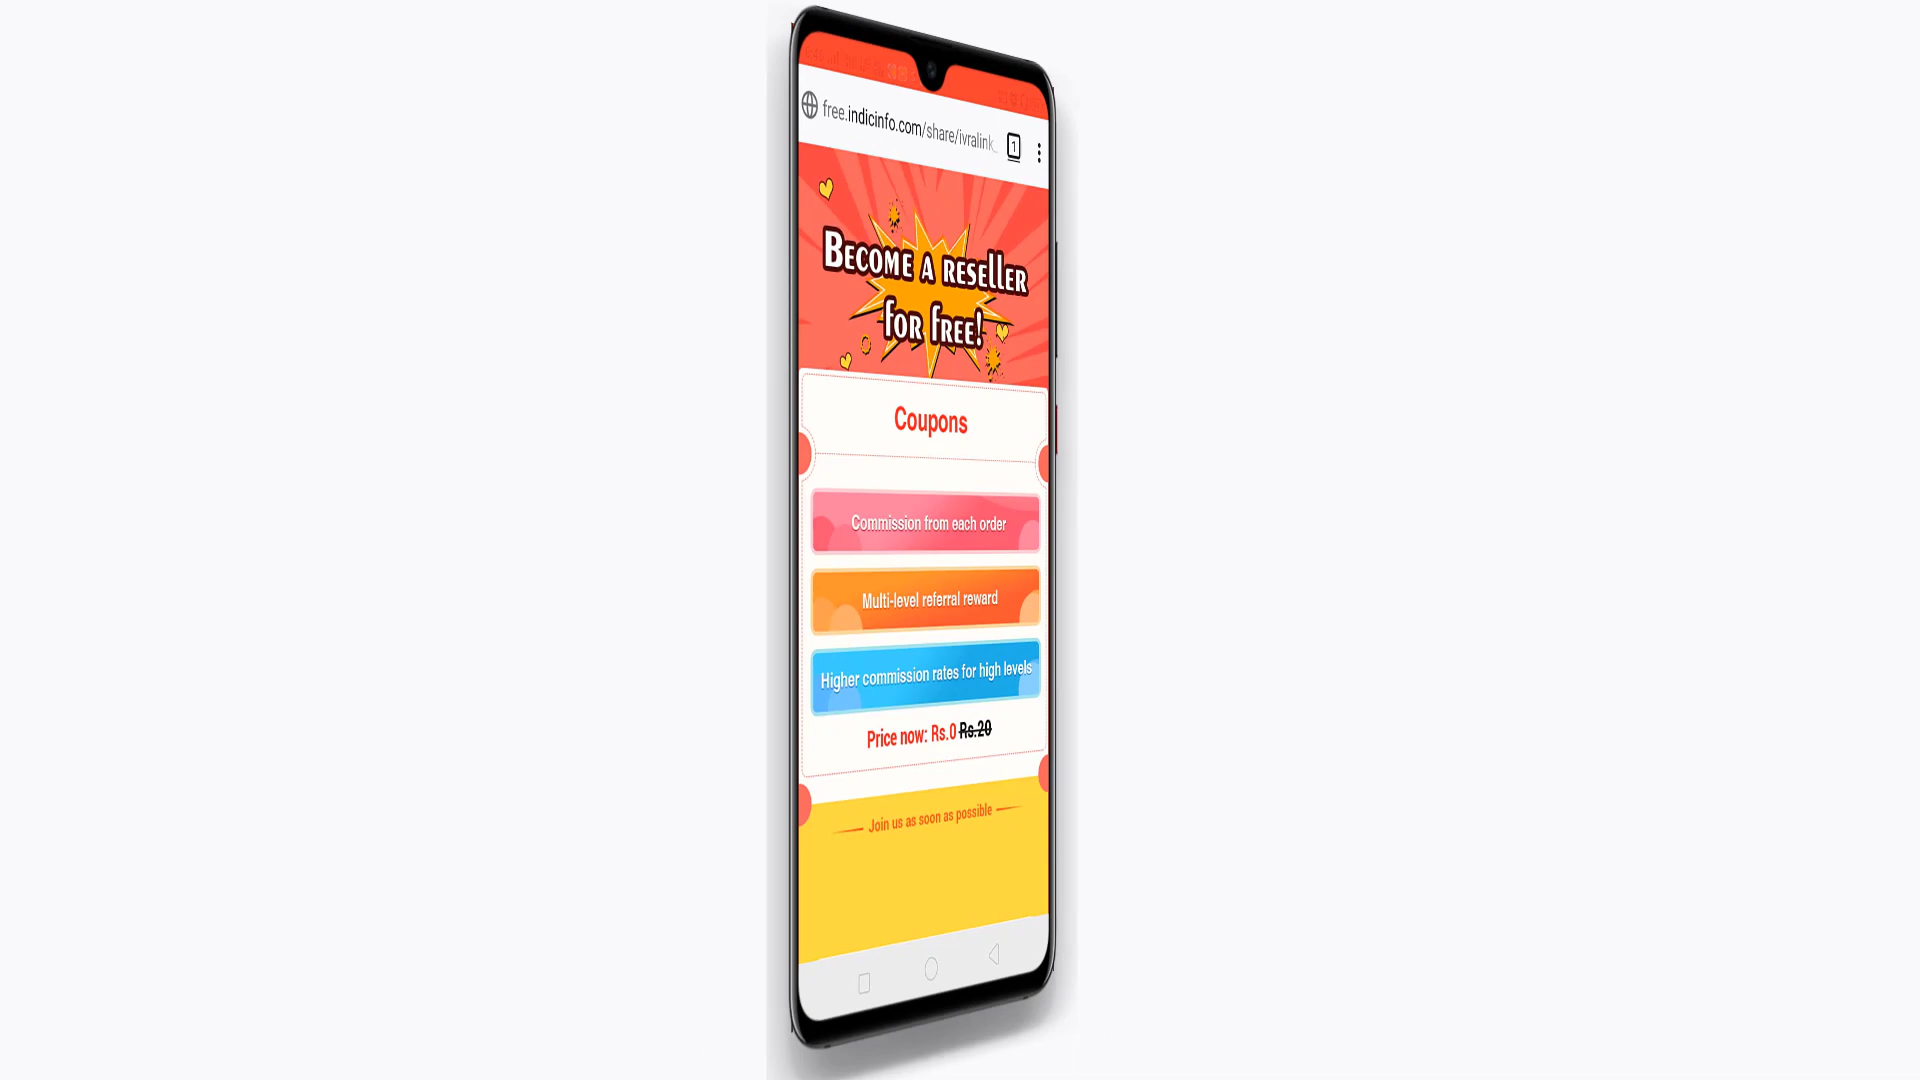 free.indicinfo.com/share/ivralink_
1
BECOME A RESELLER
FOR FREE!
Coupons
Commission from each order
Multi-level referral reward
Higher commission rates for high levels
Price now: Rs.0 Rs.20
Join us as soon as possible